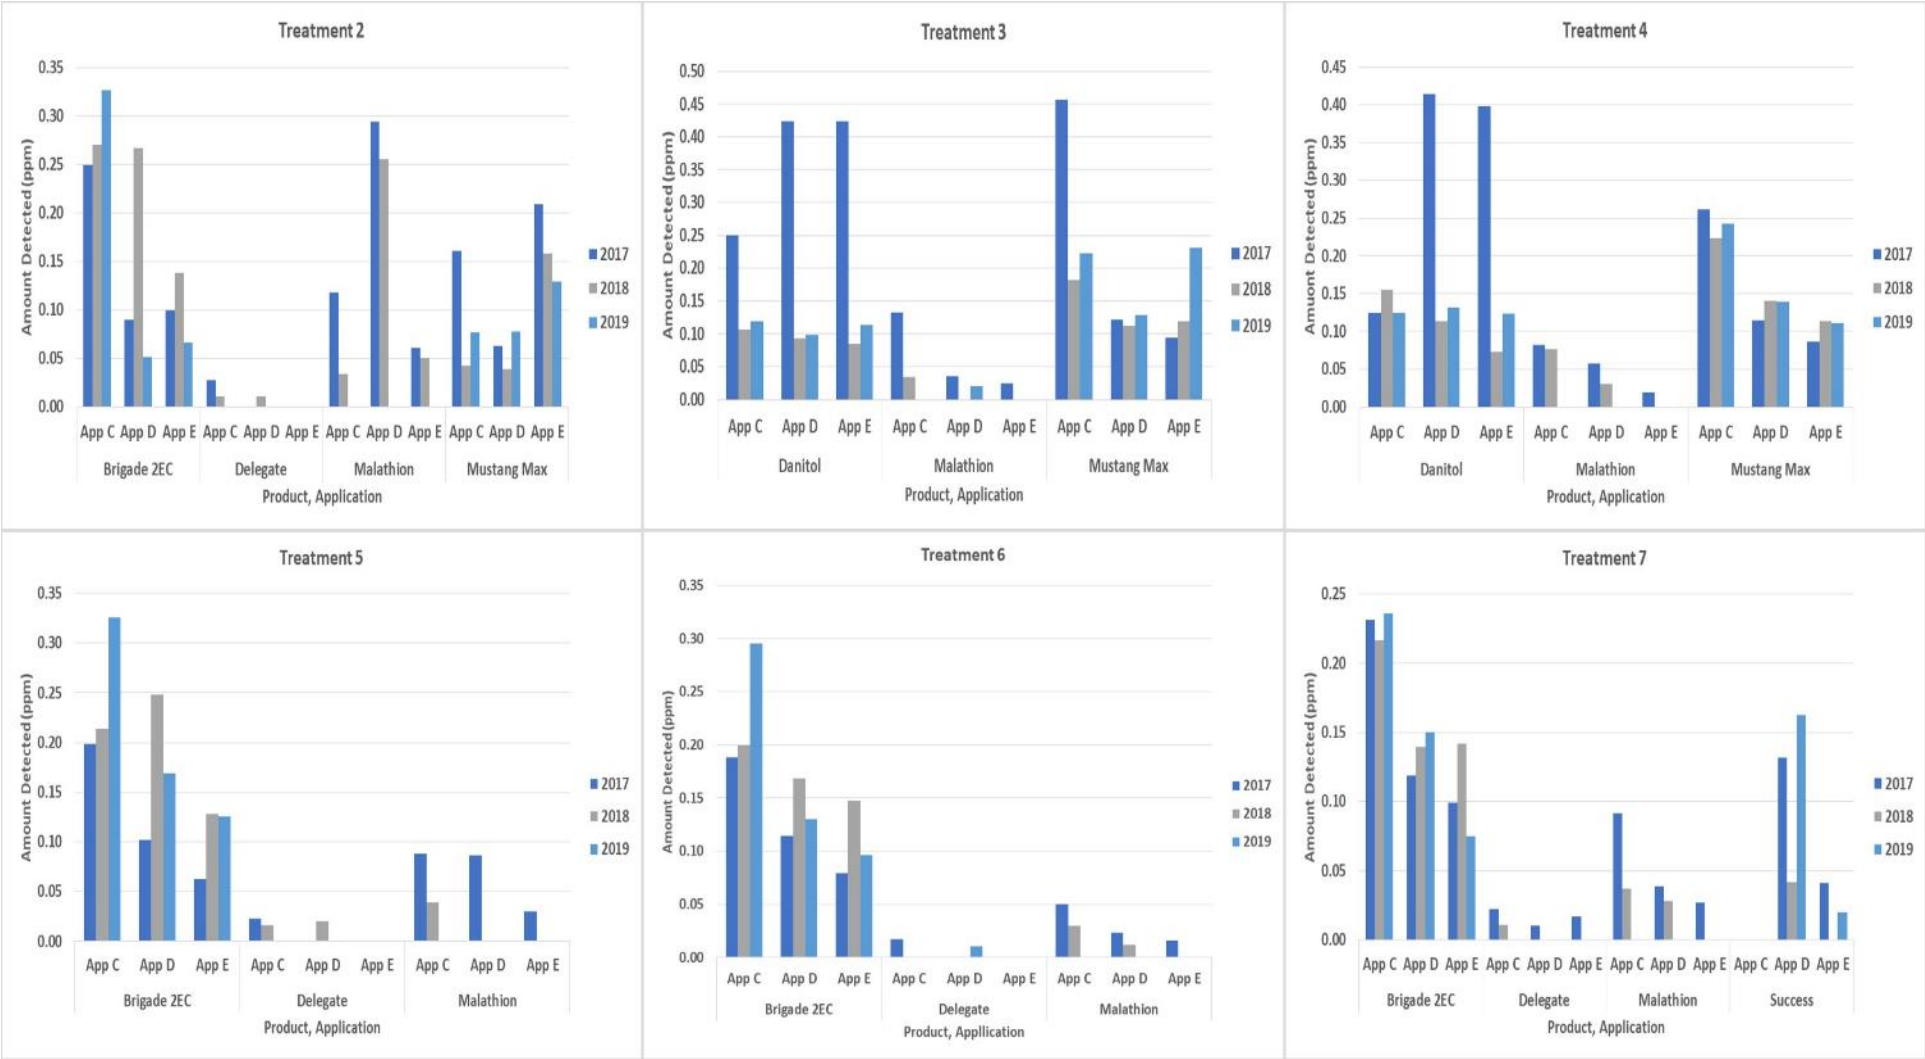 Treatment 2
Amount Detected (ppm)
0.35
0.30
0.25
0.20
0.15
0.10
0.05
0.00
App C App D App E App C App D App E App C App D App E App C App D App E
Brigade 2EC Delegate Malathion Mustang Max
Product, Application
2017
2018
2019
Treatment 3
Amount Detected (ppm)
0.50
0.45
0.40
0.35
0.30
0.25
0.20
0.15
0.10
0.05
0.00
App C App D App E App C App D App E App C App D App E
Danitol Malathion Mustang Max
Product, Application
2017
2018
2019
Treatment 4
Amuont Detected (ppm)
0.45
0.40
0.35
0.30
0.25
0.20
0.15
0.10
0.05
0.00
App C App D App E App C App D App E App C App D App E
Danitol Malathion Mustang Max
Product, Application
2017
2018
2019
Treatment 5
Amount Detected (ppm)
0.35
0.30
0.25
0.20
0.15
0.10
0.05
0.00
App C App D App E App C App D App E App C App D App E
Brigade 2EC Delegate Malathion
Product, Application
2017
2018
2019
Treatment 6
Amount Detected (ppm)
0.35
0.30
0.25
0.20
0.15
0.10
0.05
0.00
App C App D App E App C App D App E App C App D App E
Brigade 2EC Delegate Malathion
Product, Appllication
2017
2018
2019
Treatment 7
Amount Detected (ppm)
0.25
0.20
0.15
0.10
0.05
0.00
App C App D App E App C App D App E App C App D App E App C App D App E
Brigade 2EC Delegate Malathion Success
Product, Application
2017
2018
2019